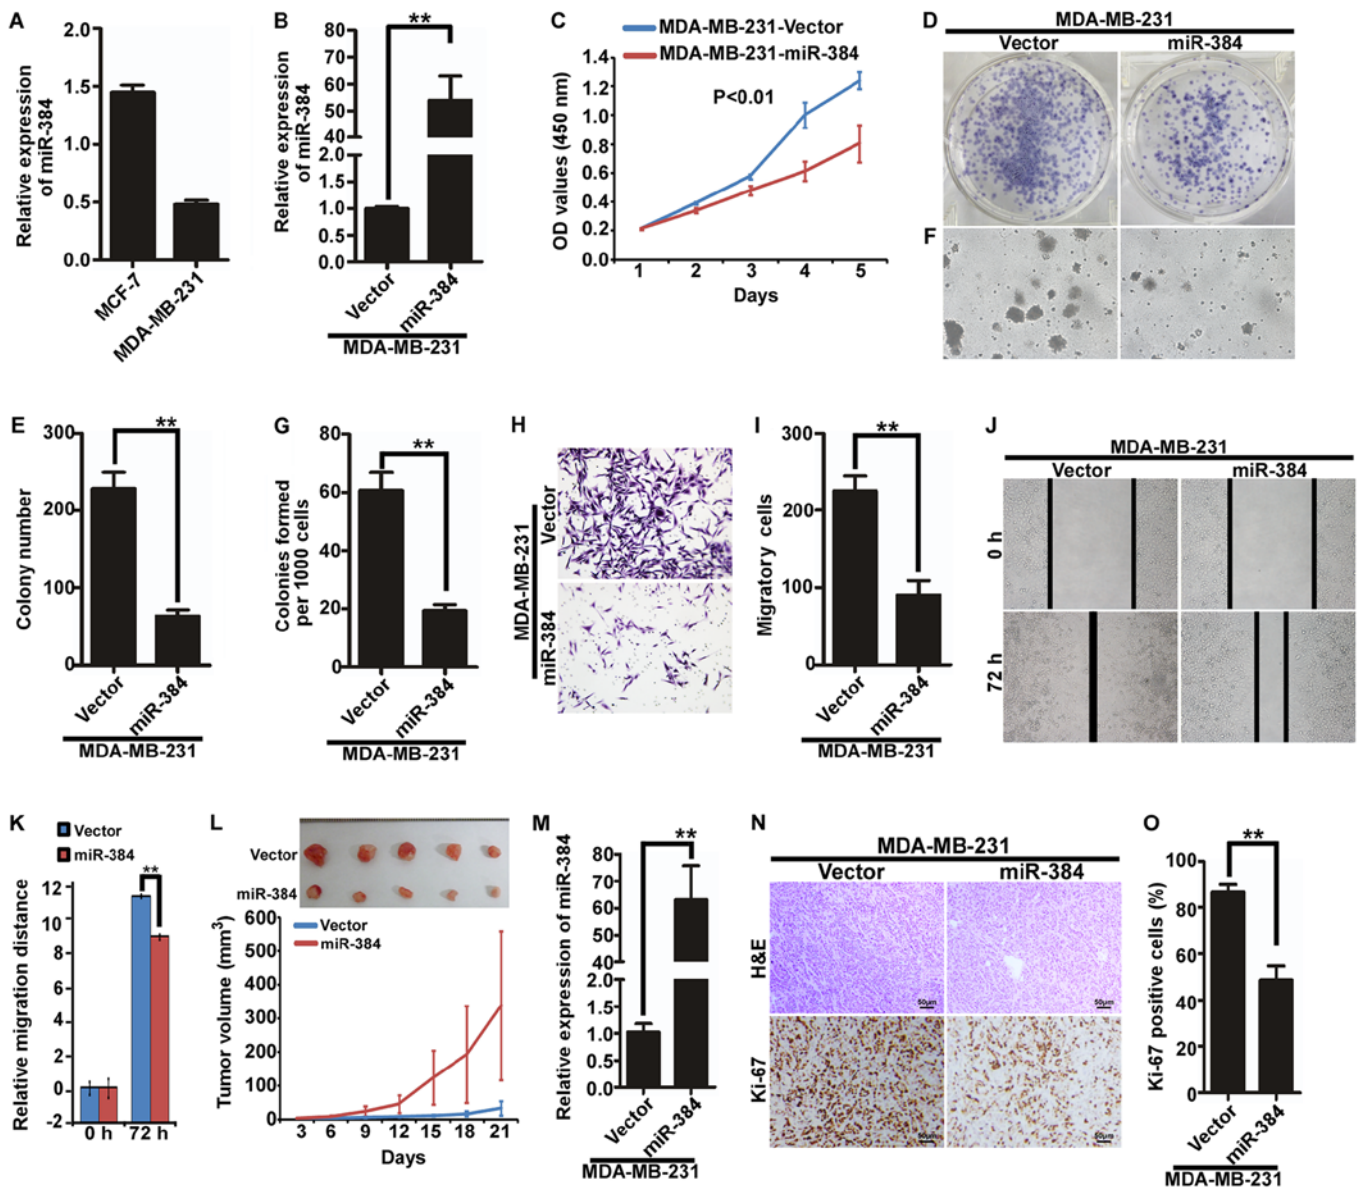 A
Relative expression
of miR-384
2.0
1.5
1.0
0.5
0.0
MCF-7
MDA-MB-231
B
Relative expression
of miR-384
**
80
70
60
50
40
2.0
1.5
1.0
0.5
0.0
Vector
miR-384
MDA-MB-231
C
MDA-MB-231-Vector
MDA-MB-231-miR-384
P<0.01
OD values (450 nm)
1.4
1.2
1.0
0.8
0.6
0.4
0.2
0.0
1 2 3 4 5
Days
D
MDA-MB-231
Vector miR-384
F
E
Colony number
**
300
200
100
0
Vector
miR-384
MDA-MB-231
G
Colonies formed
per 1000 cells
**
80
60
40
20
0
Vector
miR-384
MDA-MB-231
H
MDA-MB-231
Vector
miR-384
I
Migratory cells
**
300
200
100
0
Vector
miR-384
MDA-MB-231
J
MDA-MB-231
Vector miR-384
0 h
72 h
K
Vector
miR-384
**
Relative migration distance
12
10
8
6
4
2
0
-2
0 h 72 h
L
Vector
miR-384
Vector
miR-384
Tumor volume (mm3)
600
500
400
300
200
100
0
3 6 9 12 15 18 21
Days
M
Relative expression of miR-384
**
80
70
60
50
40
2.0
1.5
1.0
0.5
0.0
Vector
miR-384
MDA-MB-231
N
MDA-MB-231
Vector miR-384
H&E
50μm 50μm
Ki-67
50μm 50μm
O
Ki-67 positive cells (%)
**
100
80
60
40
20
0
Vector
miR-384
MDA-MB-231